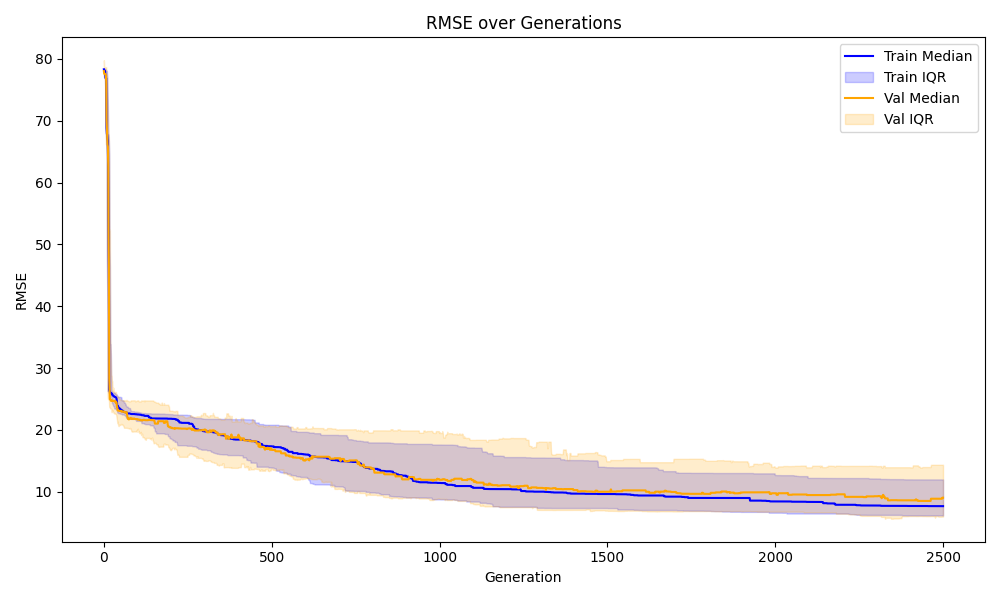 RMSE over Generations
Train Median
Train IQR
Val Median
Val IQR
RMSE
80
70
60
50
40
30
20
10
0
500
1000
1500
2000
2500
Generation